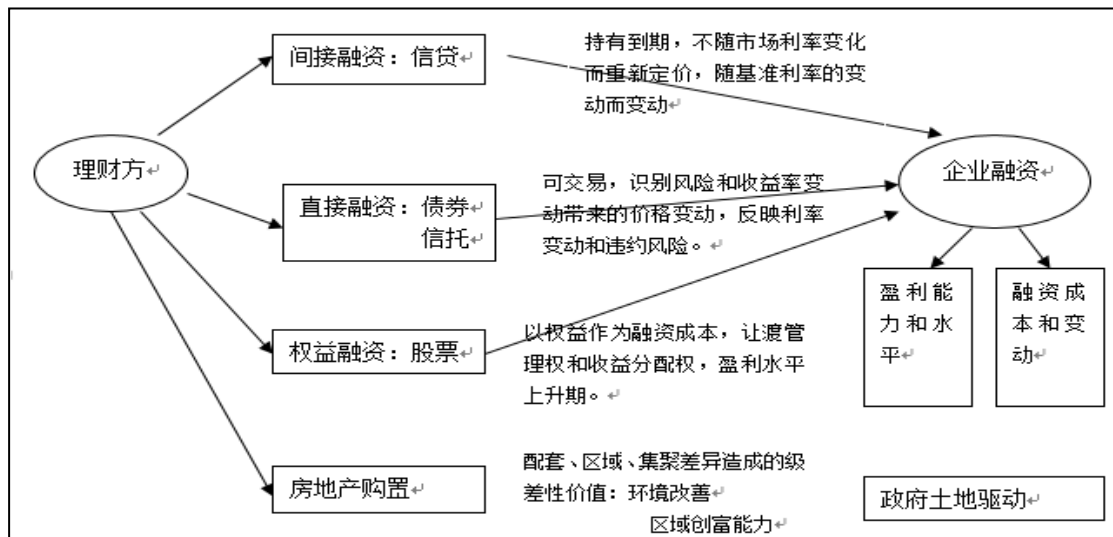 间接融资：信贷
持有到期，不随市场利率变化
而重新定价，随基准利率的变
动而变动
理财方
企业融资
直接融资：债券
信托
可交易，识别风险和收益率变
动带来的价格变动，反映利率
变动和违约风险。
盈利能
力和水
平
融资成
本和变
动
权益融资：股票
以权益作为融资成本，让渡管
理权和收益分配权，盈利水平
上升期。
房地产购置
配套、区域、集聚差异造成的级
差性价值：环境改善
区域创富能力
政府土地驱动